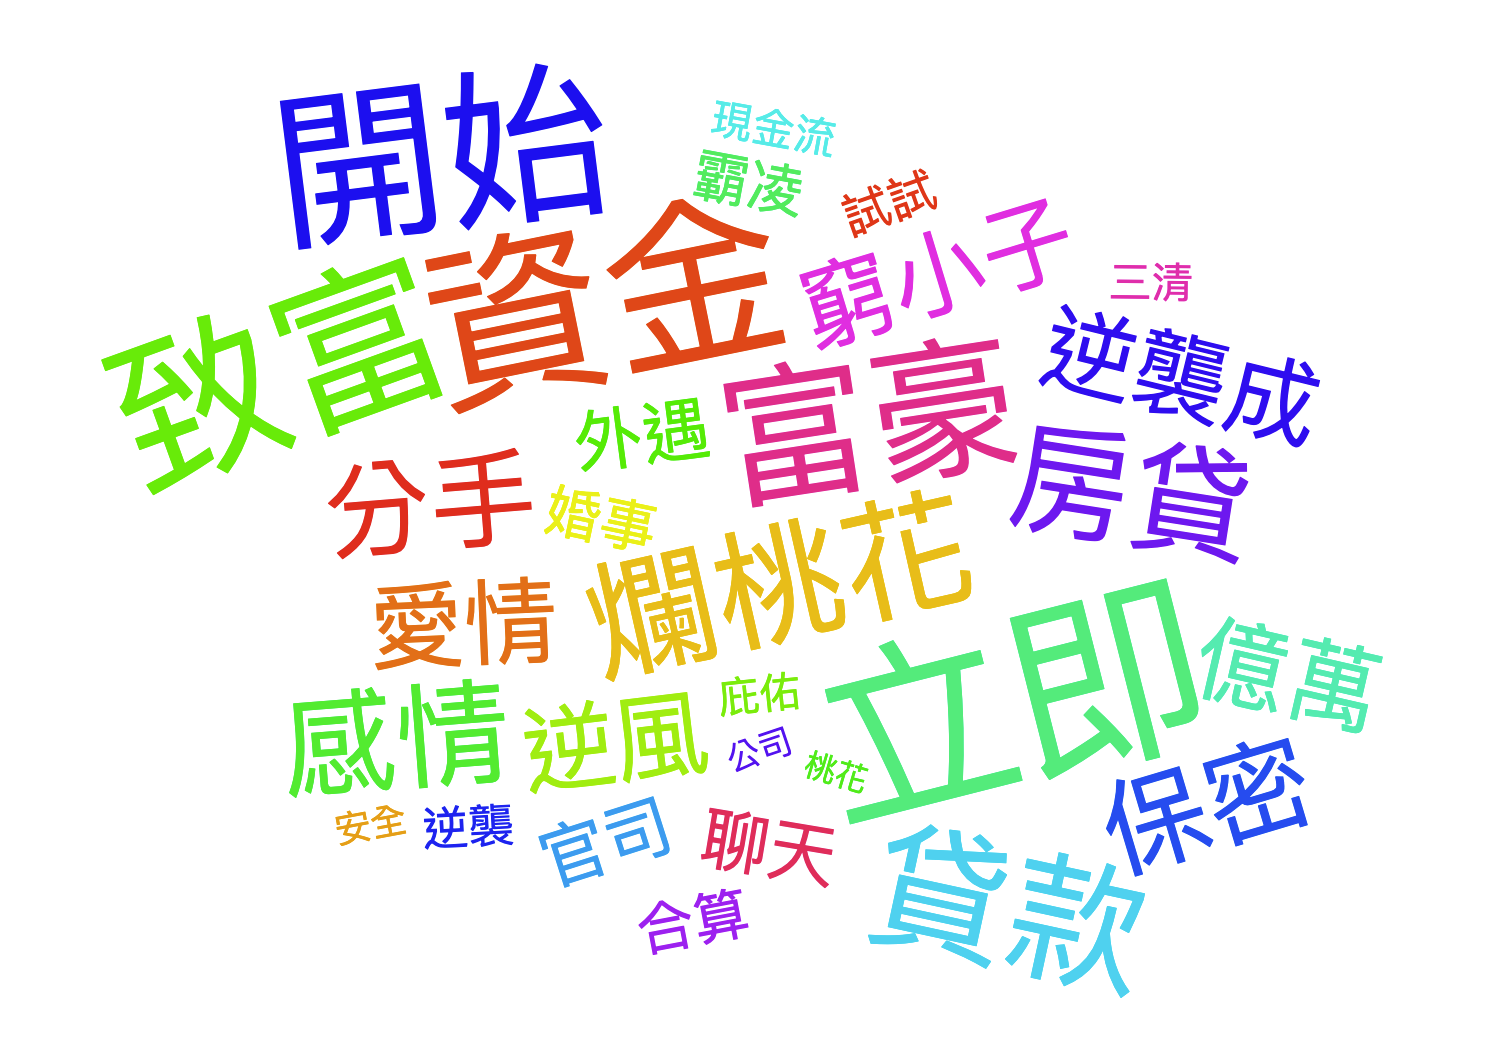 開始
現金流
霸凌
試試
資金
窮小子
致富
三清
逆襲成
富豪
外遇
房貸
分手
婚事
爛桃花
愛情
立即
億萬
感情
逆風
庇佑
公司
桃花
保密
安全
逆襲
官司
聊天
貸款
合算